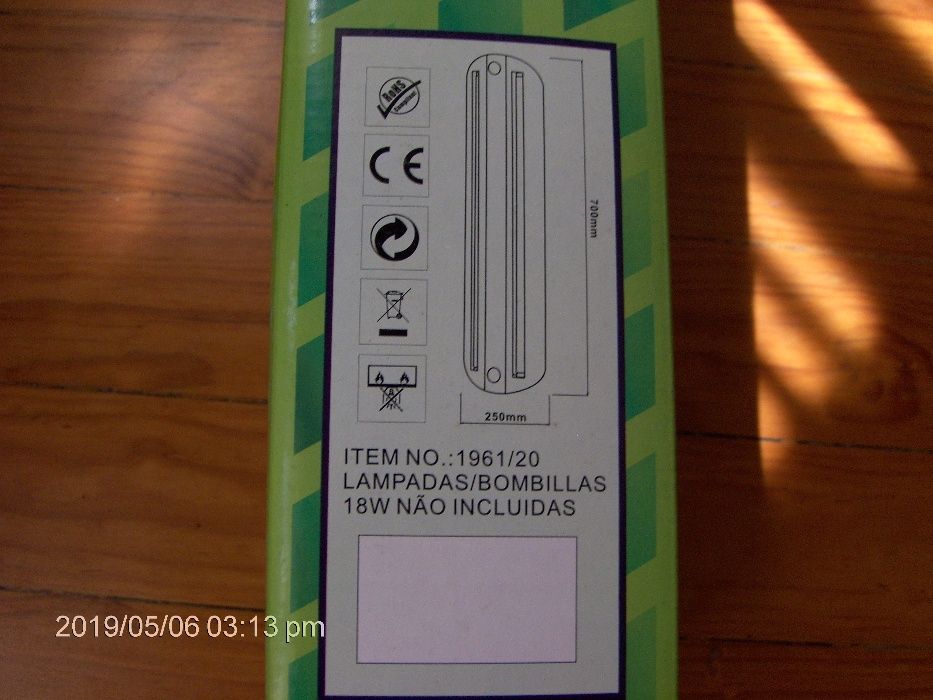 RoHS
Compliant
CE
700mm
250mm
ITEM NO.:1961/20
LAMPADAS/BOMBILLAS
18W NÃO INCLUIDAS
2019/05/06 03:13 pm